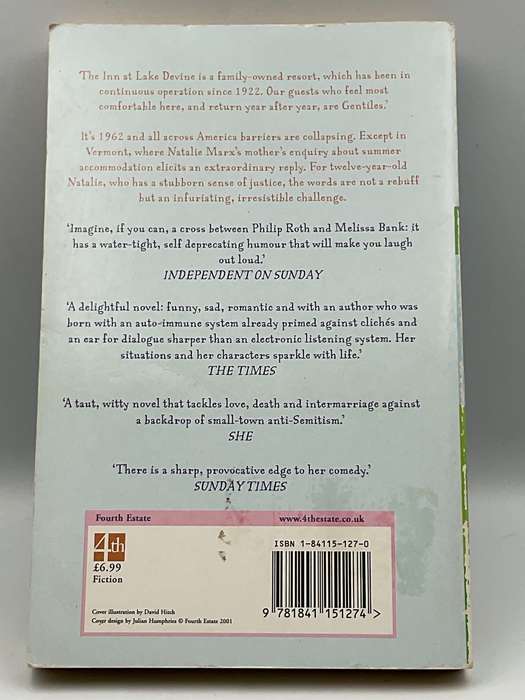 'The Inn at Lake Devine is a family-owned resort, which has been in
continuous operation since 1922. Our guests who feel most
comfortable here, and return year after year, are Gentiles.'
It's 1962 and all across America barriers are collapsing. Except in
Vermont, where Natalie Marx's mother's enquiry about summer
accommodation elicits an extraordinary reply. For twelve-year-old
Natalie, who has a stubborn sense of justice, the words are not a rebuff
but an infuriating, irresistible challenge.
'Imagine, if you can, a cross between Philip Roth and Melissa Bank: it
has a water-tight, self deprecating humour that will make you laugh
out loud.'
INDEPENDENT ON SUNDAY
'A delightful novel: funny, sad, romantic and with an author who was
born with an auto-immune system already primed against clichés and
an ear for dialogue sharper than an electronic listening system. Her
situations and her characters sparkle with life.'
THE TIMES
'A taut, witty novel that tackles love, death and intermarriage against
a backdrop of small-town anti-Semitism.'
SHE
'There is a sharp, provocative edge to her comedy.'
SUNDAY TIMES
Fourth Estate www.4thestate.co.uk
4th
£6.99
Fiction
ISBN 1-84115-127-0
9 781841 151274 >
Cover illustration by David Hitch
Cover design by Julian Humphries © Fourth Estate 2001